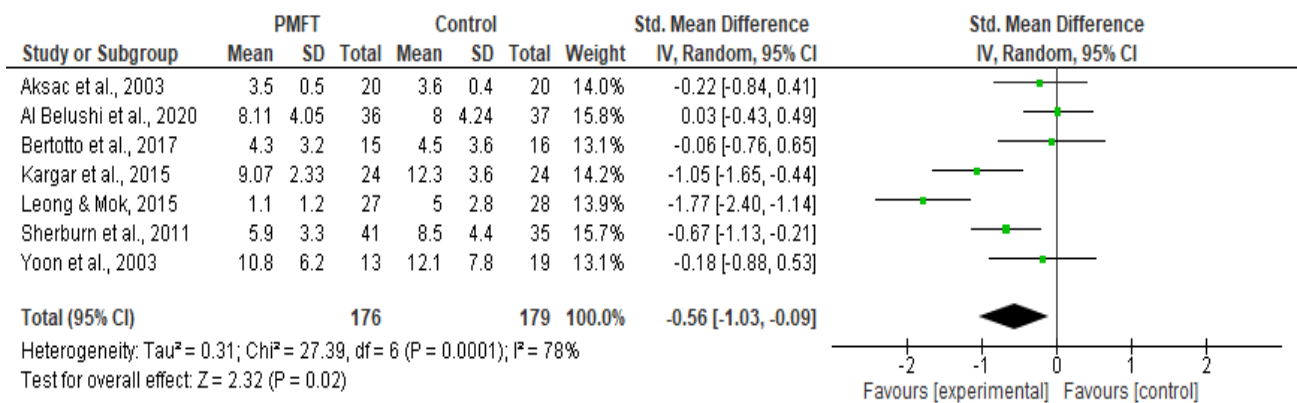 PMFT Control Std. Mean Difference Std. Mean Difference
Study or Subgroup Mean SD Total Mean SD Total Weight IV, Random, 95% CI IV, Random, 95% CI
Aksac et al., 2003 3.5 0.5 20 3.6 0.4 20 14.0% -0.22 [-0.84, 0.41]
Al Belushi et al., 2020 8.11 4.05 36 8 4.24 37 15.8% 0.03 [-0.43, 0.49]
Bertotto et al., 2017 4.3 3.2 15 4.5 3.6 16 13.1% -0.06 [-0.76, 0.65]
Kargar et al., 2015 9.07 2.33 24 12.3 3.6 24 14.2% -1.05 [-1.65, -0.44]
Leong & Mok, 2015 1.1 1.2 27 5 2.8 28 13.9% -1.77 [-2.40, -1.14]
Sherburn et al., 2011 5.9 3.3 41 8.5 4.4 35 15.7% -0.67 [-1.13, -0.21]
Yoon et al., 2003 10.8 6.2 13 12.1 7.8 19 13.1% -0.18 [-0.88, 0.53]
Total (95% CI) 176 179 100.0% -0.56 [-1.03, -0.09]
Heterogeneity: Tau² = 0.31; Chi² = 27.39, df = 6 (P = 0.0001); I² = 78%
Test for overall effect: Z = 2.32 (P = 0.02)
-2 -1 0 1 2
Favours [experimental] Favours [control]